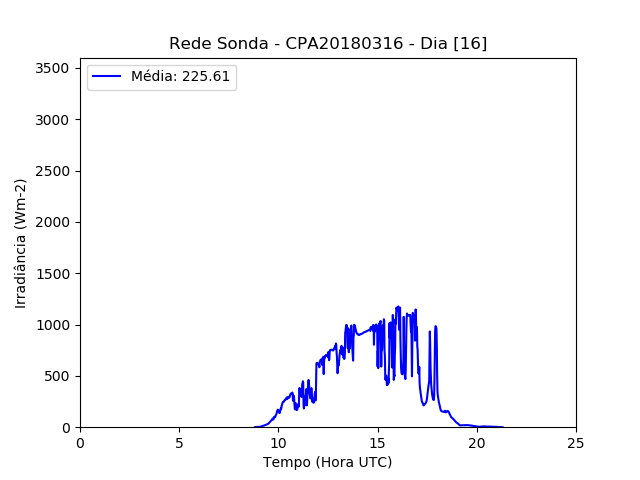 Rede Sonda - CPA20180316 - Dia [16]
Média: 225.61
3500
3000
2500
2000
1500
1000
500
0
Irradiância (Wm-2)
0 5 10 15 20 25
Tempo (Hora UTC)